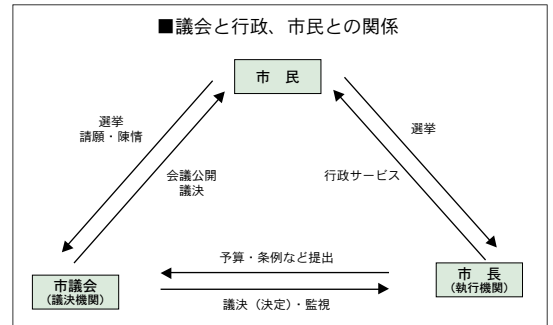 ■議会と行政、市民との関係
市　民
選挙
請願・陳情
選挙
会議公開
議決
行政サービス
予算・条例など提出
市議会
（議決機関）
市　長
（執行機関）
議決（決定）・監視